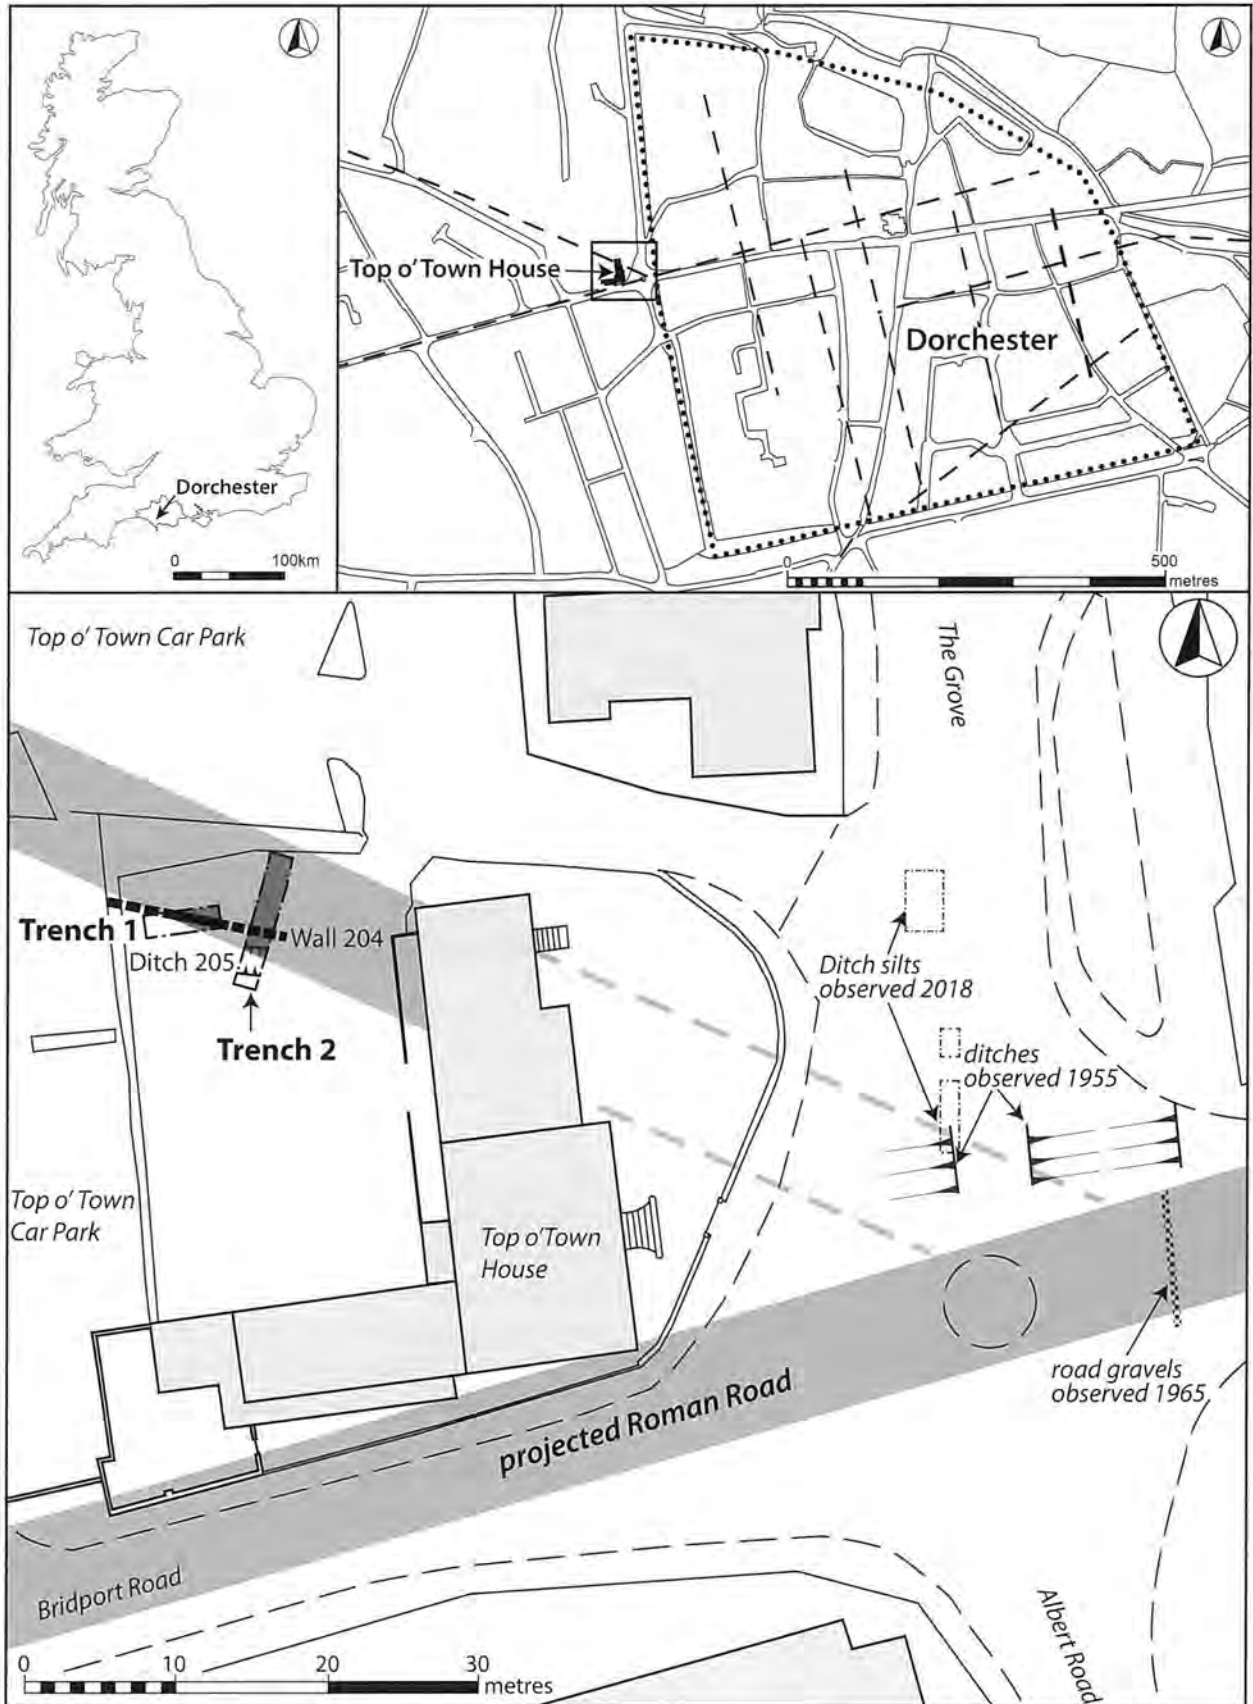 Dorchester
0
100km
Top o' Town House
Dorchester
0
500
metres
Top o' Town Car Park
The Grove
Trench 1
Wall 204
Ditch 205
Trench 2
Ditch silts
observed 2018
ditches
observed 1955
Top o' Town
Car Park
Top o'Town
House
road gravels
observed 1965
projected Roman Road
Bridport Road
Albert Road
0
10
20
30
metres